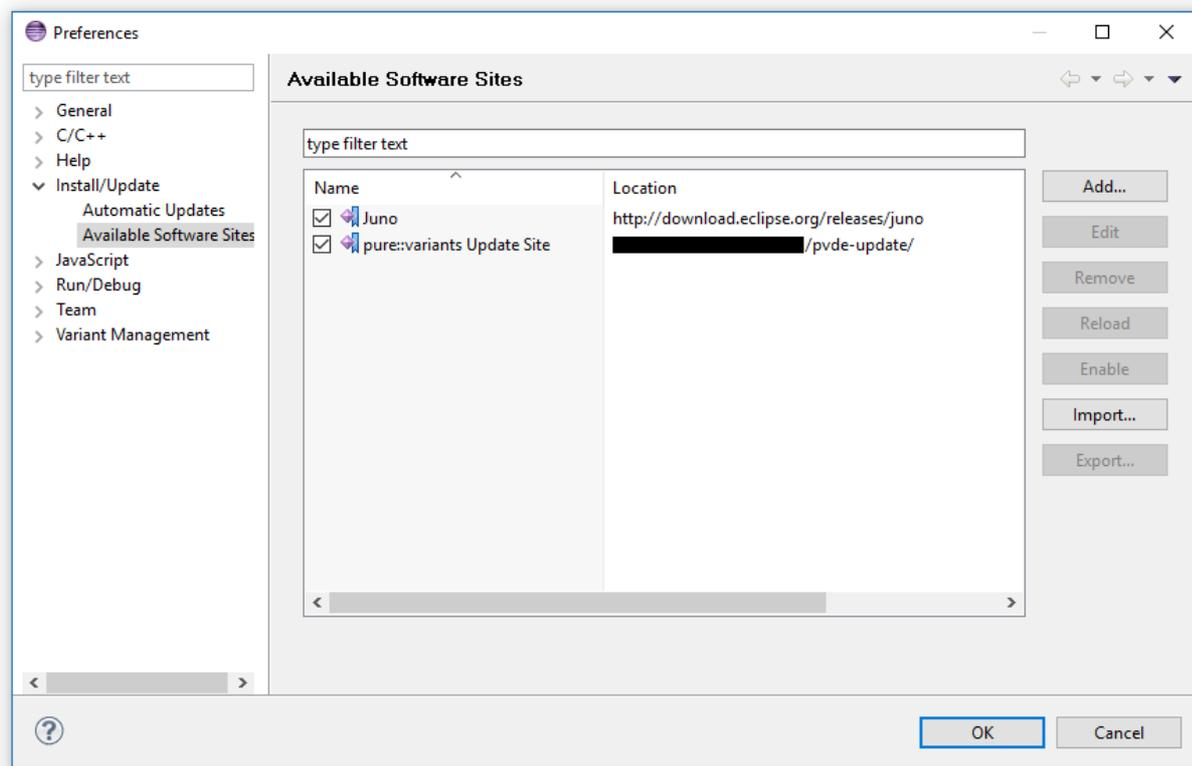 Preferences
type filter text
General
C/C++
Help
Install/Update
Automatic Updates
Available Software Sites
JavaScript
Run/Debug
Team
Variant Management
Available Software Sites
type filter text
Name Location
Juno http://download.eclipse.org/releases/juno
pure::variants Update Site /pvde-update/
Add...
Edit
Remove
Reload
Enable
Import...
Export...
?
OK Cancel